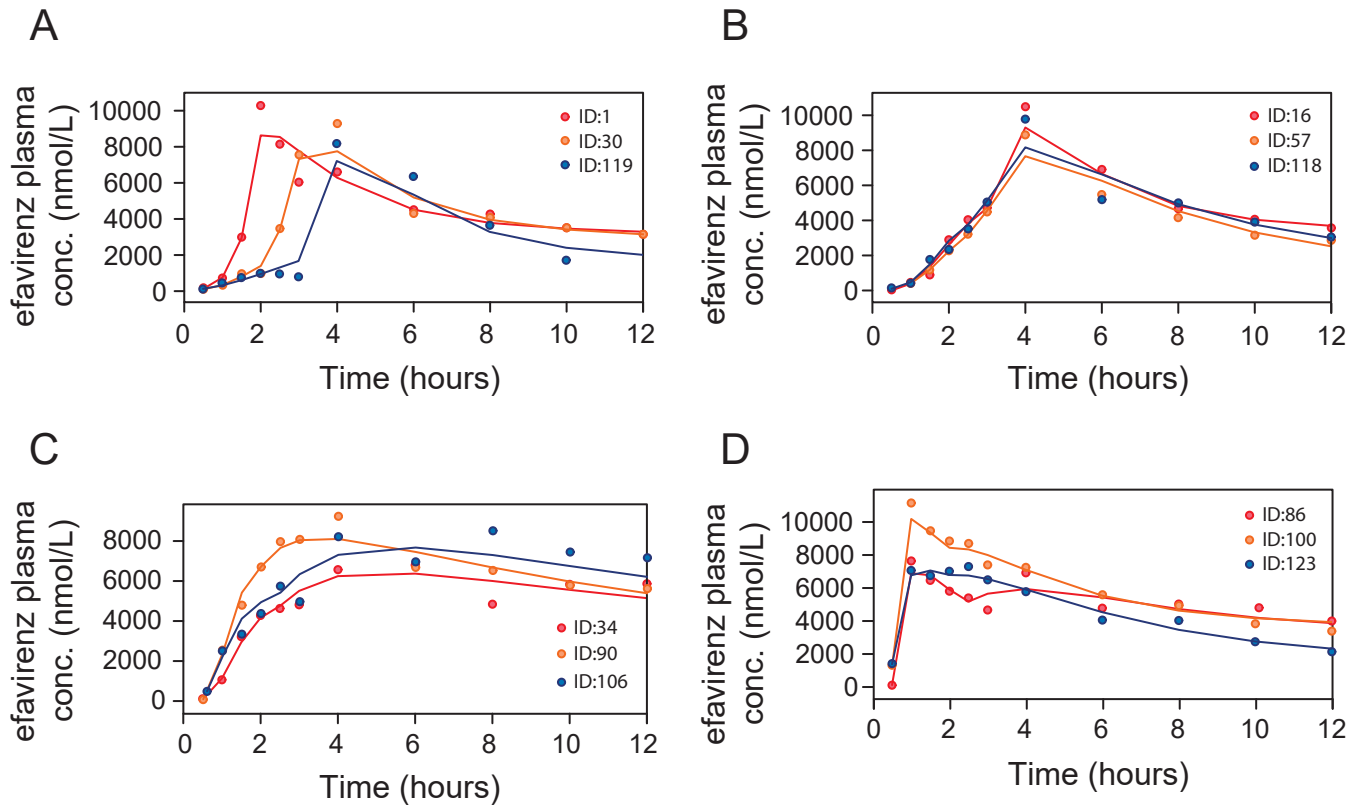 A
efavirenz plasma
conc. (nmol/L)
10000
8000
6000
4000
2000
0
ID:1
ID:30
ID:119
0 2 4 6 8 10 12
Time (hours)
B
efavirenz plasma
conc. (nmol/L)
10000
8000
6000
4000
2000
0
ID:16
ID:57
ID:118
0 2 4 6 8 10 12
Time (hours)
C
efavirenz plasma
conc. (nmol/L)
8000
6000
4000
2000
0
ID:34
ID:90
ID:106
0 2 4 6 8 10 12
Time (hours)
D
efavirenz plasma
conc. (nmol/L)
10000
8000
6000
4000
2000
0
ID:86
ID:100
ID:123
0 2 4 6 8 10 12
Time (hours)